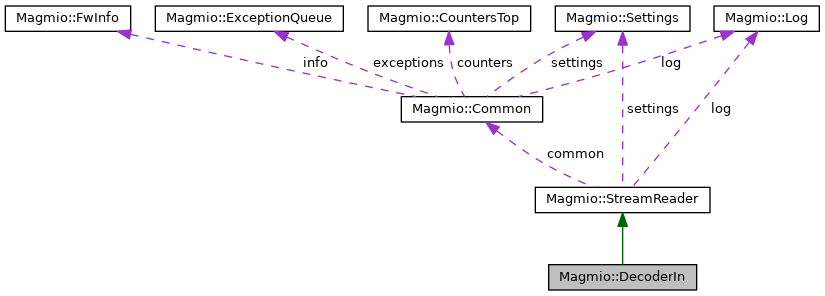 Magmio::FwInfo
Magmio::ExceptionQueue
Magmio::CountersTop
Magmio::Settings
Magmio::Log
info
exceptions
counters
settings
log
Magmio::Common
settings
log
common
Magmio::StreamReader
Magmio::DecoderIn